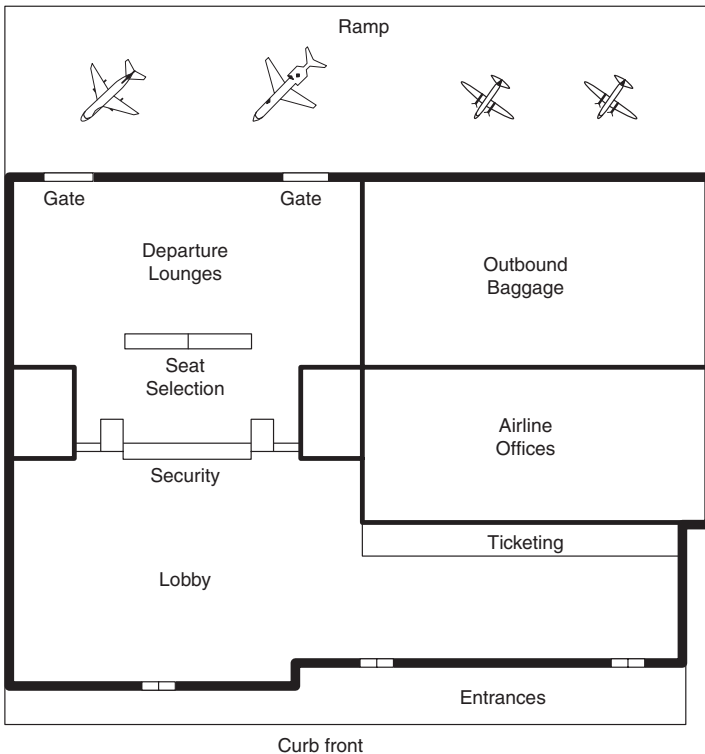 Ramp
Gate
Gate
Departure
Lounges
Outbound
Baggage
Seat
Selection
Airline
Offices
Security
Ticketing
Lobby
Entrances
Curb front